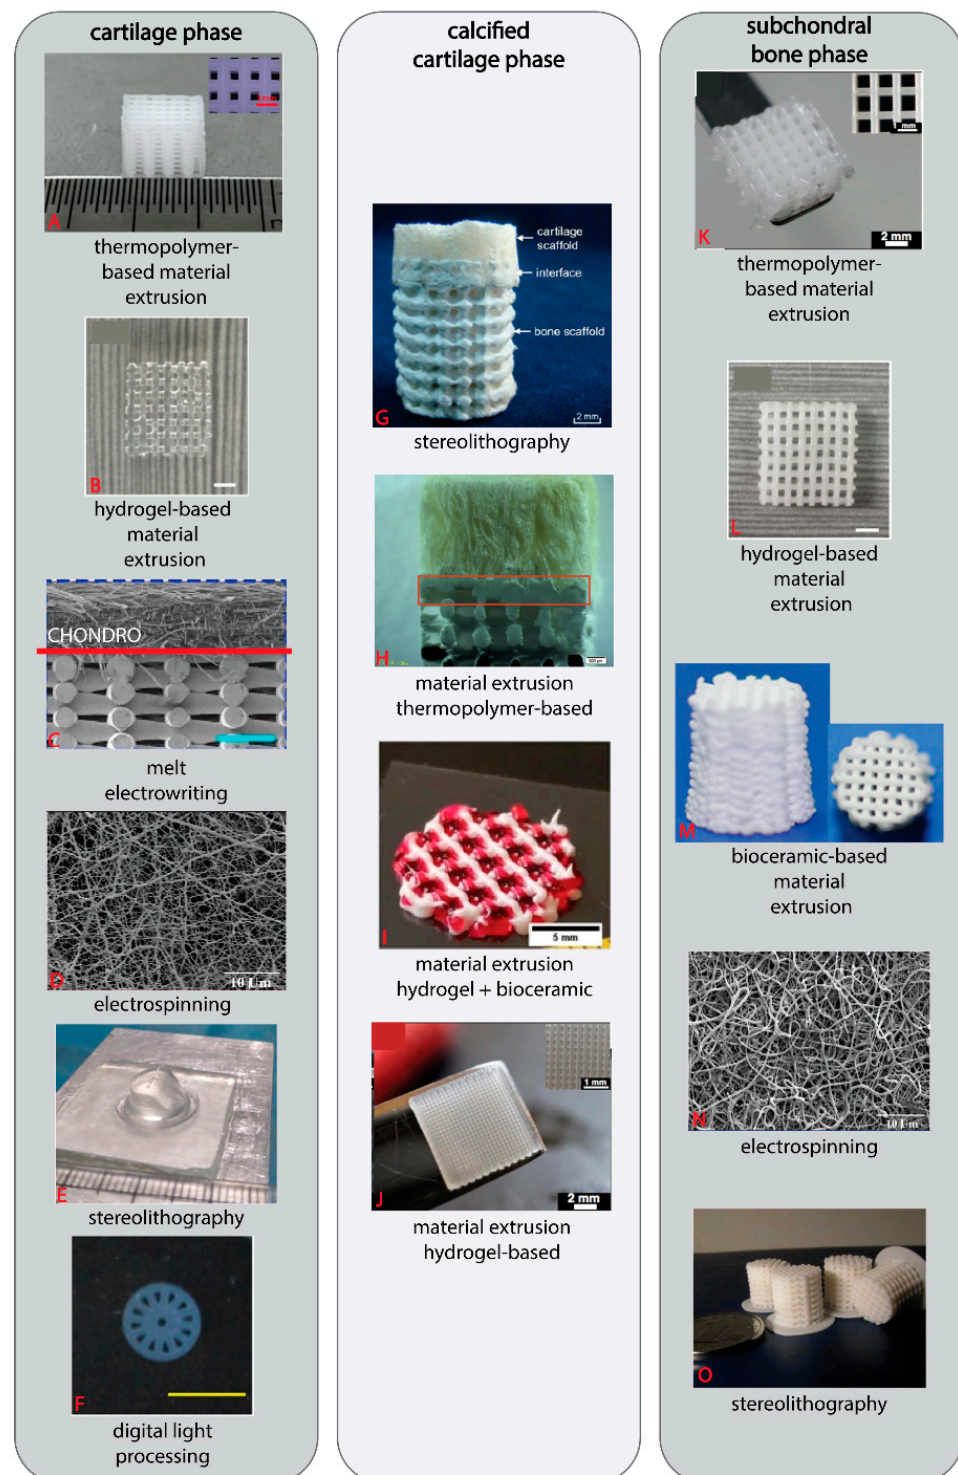 cartilage phase
A
thermopolymer-
based material
extrusion
B
hydrogel-based
material
extrusion
CHONDRO
C
melt
electrowriting
D
10 Um
electrospinning
E
stereolithography
F
digital light
processing
calcified
cartilage phase
cartilage
scaffold
interface
bone scaffold
G
2 mm
stereolithography
H
material extrusion
thermopolymer-based
I
5 mm
material extrusion
hydrogel + bioceramic
1 mm
J
2 mm
material extrusion
hydrogel-based
subchondral
bone phase
1 mm
K
2 mm
thermopolymer-
based material
extrusion
L
hydrogel-based
material
extrusion
M
bioceramic-based
material
extrusion
N
10 Um
electrospinning
O
stereolithography